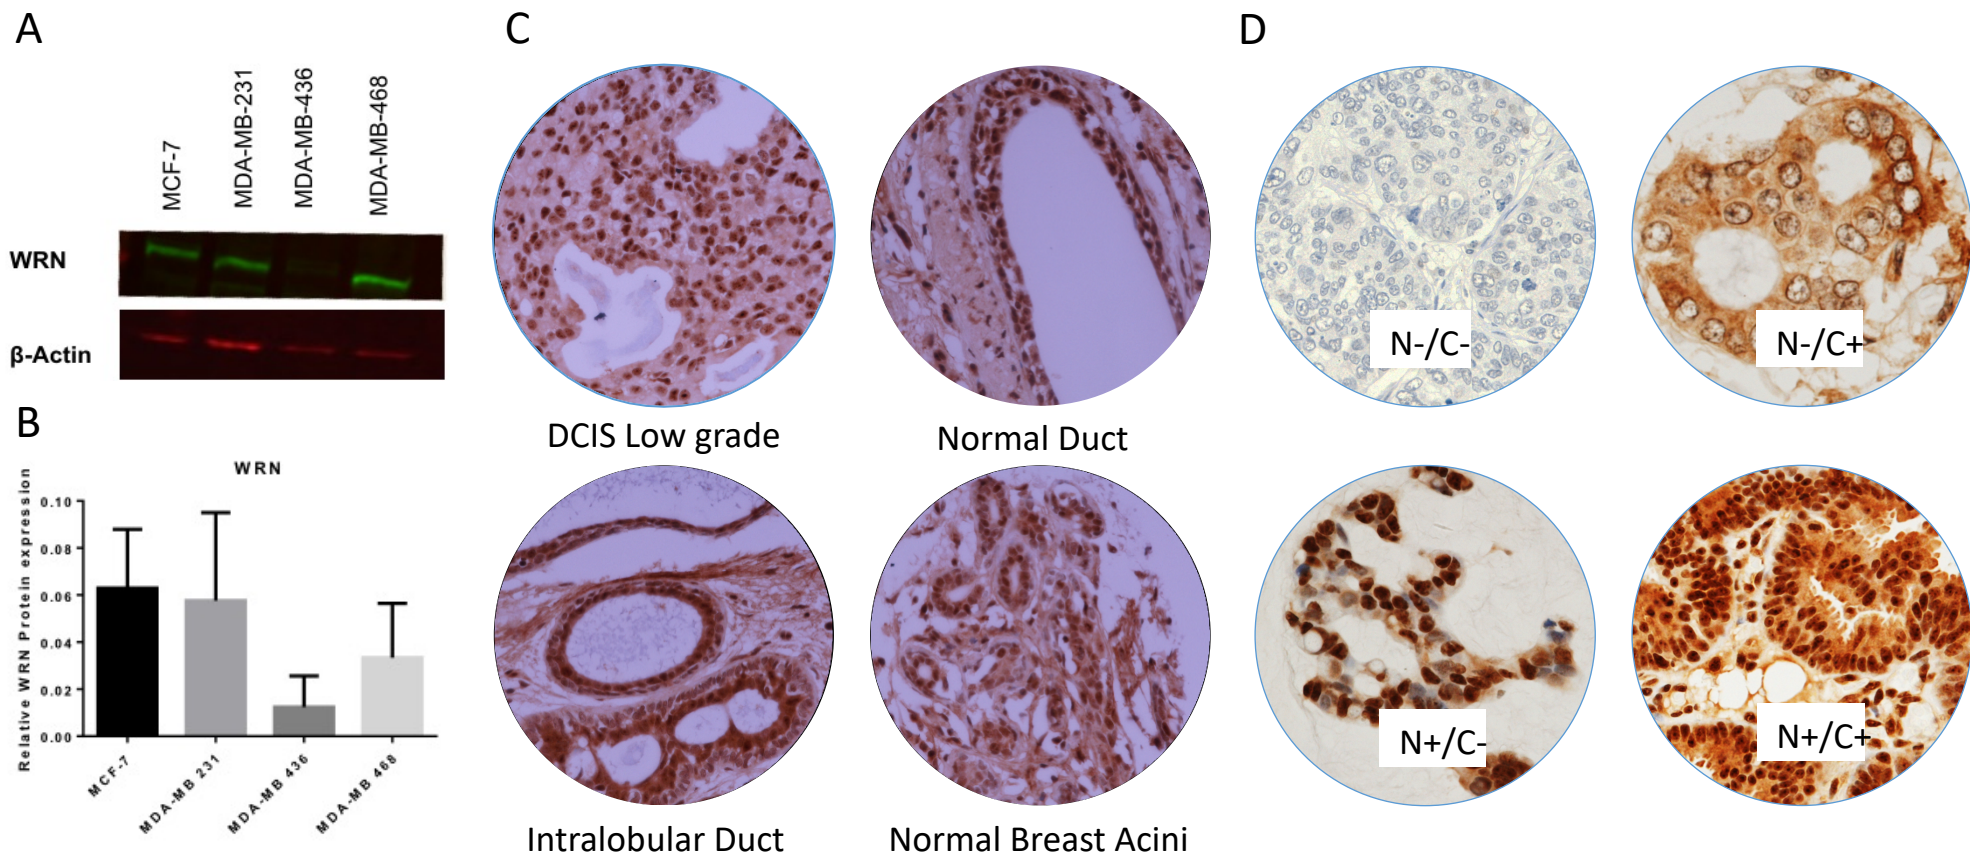 A
MCF-7
MDA-MB-231
MDA-MB-436
MDA-MB-468
WRN
β-Actin
B
WRN
Relative WRN Protein expression
0.10
0.08
0.06
0.04
0.02
0.00
MCF-7
MDA-MB 231
MDA-MB 436
MDA-MB 468
C
DCIS Low grade
Normal Duct
Intralobular Duct
Normal Breast Acini
D
N-/C-
N-/C+
N+/C-
N+/C+